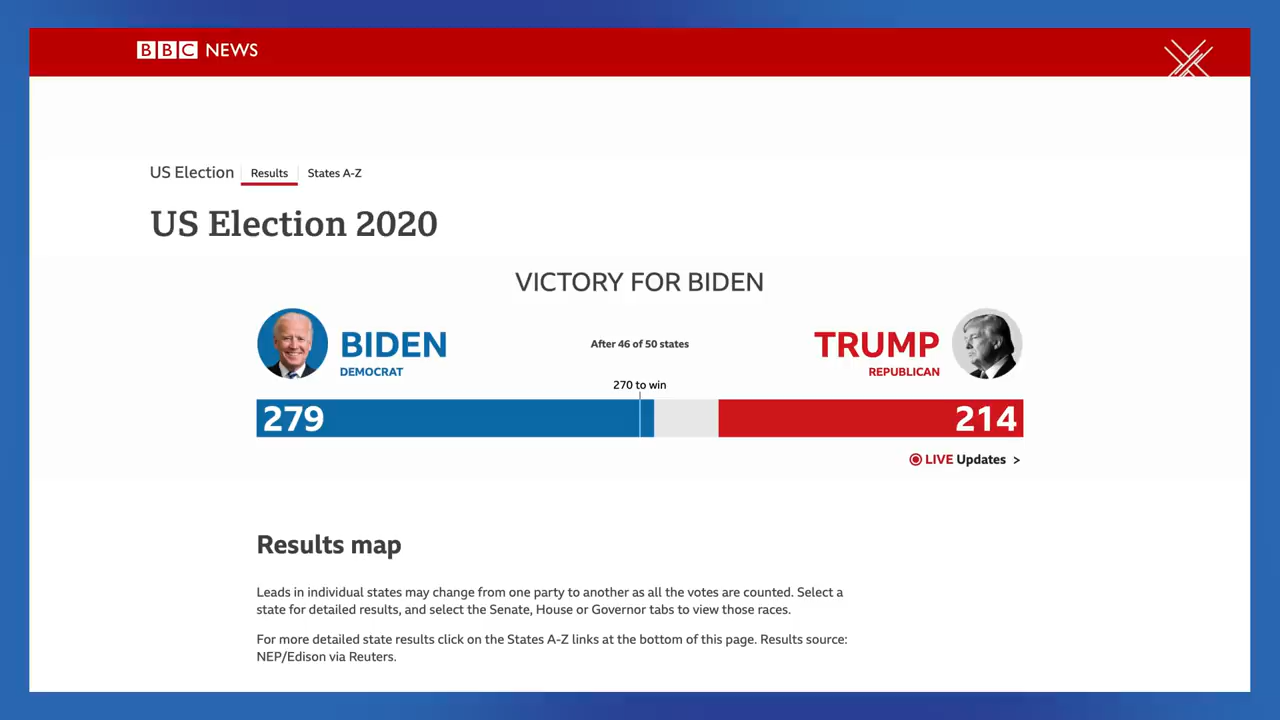 BBC NEWS
US Election Results States A-Z
US Election 2020
VICTORY FOR BIDEN
BIDEN
DEMOCRAT
After 46 of 50 states
TRUMP
REPUBLICAN
270 to win
279
214
LIVE Updates >
Results map
Leads in individual states may change from one party to another as all the votes are counted. Select a
state for detailed results, and select the Senate, House or Governor tabs to view those races.
For more detailed state results click on the States A-Z links at the bottom of this page. Results source:
NEP/Edison via Reuters.